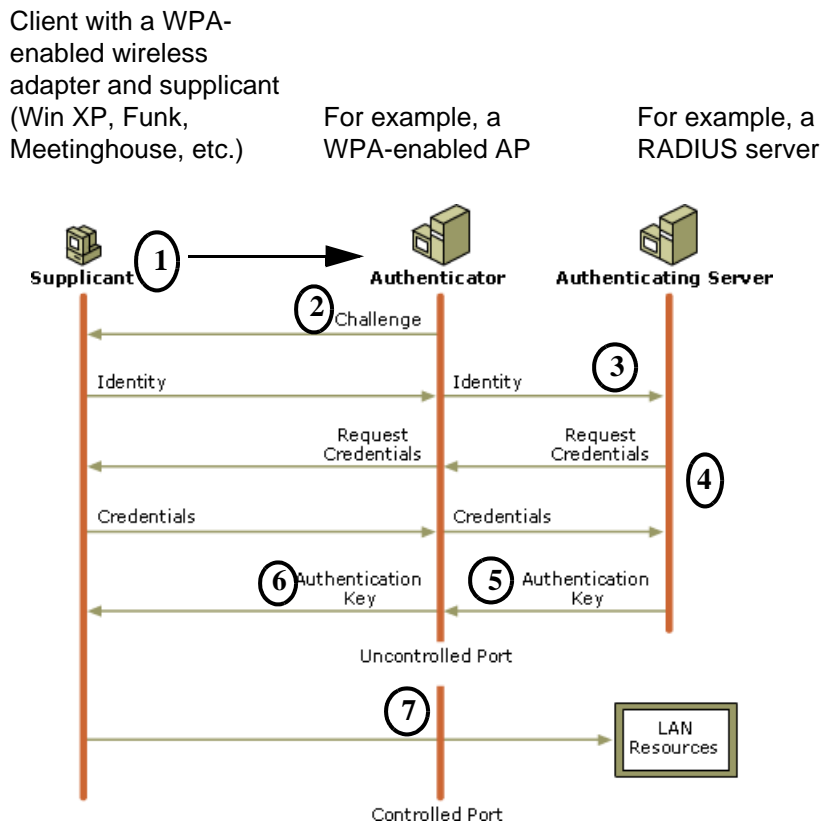 Client with a WPA-
enabled wireless
adapter and supplicant
(Win XP, Funk,
Meetinghouse, etc.)
For example, a
WPA-enabled AP
For example, a
RADIUS server
1
Supplicant
Authenticator
Authenticating Server
2
Challenge
Identity
Identity
3
Request
Credentials
Request
Credentials
4
Credentials
Credentials
6
Authentication
Key
5
Authentication
Key
Uncontrolled Port
7
LAN
Resources
Controlled Port